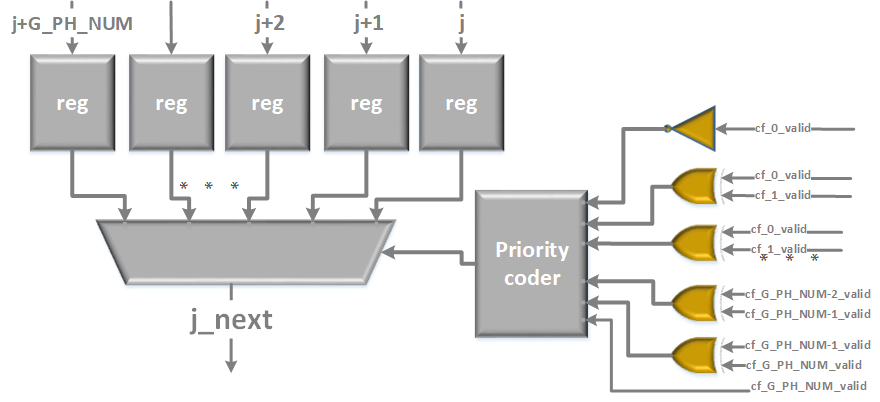 j+G_PH_NUM
j+2
j+1
j
reg
reg
reg
reg
reg
* * *
Priority
coder
j_next
cf_0_valid
cf_0_valid
cf_1_valid
cf_0_valid
cf_1_valid
* * *
cf_G_PH_NUM-2_valid
cf_G_PH_NUM-1_valid
cf_G_PH_NUM-1_valid
cf_G_PH_NUM_valid
cf_G_PH_NUM_valid